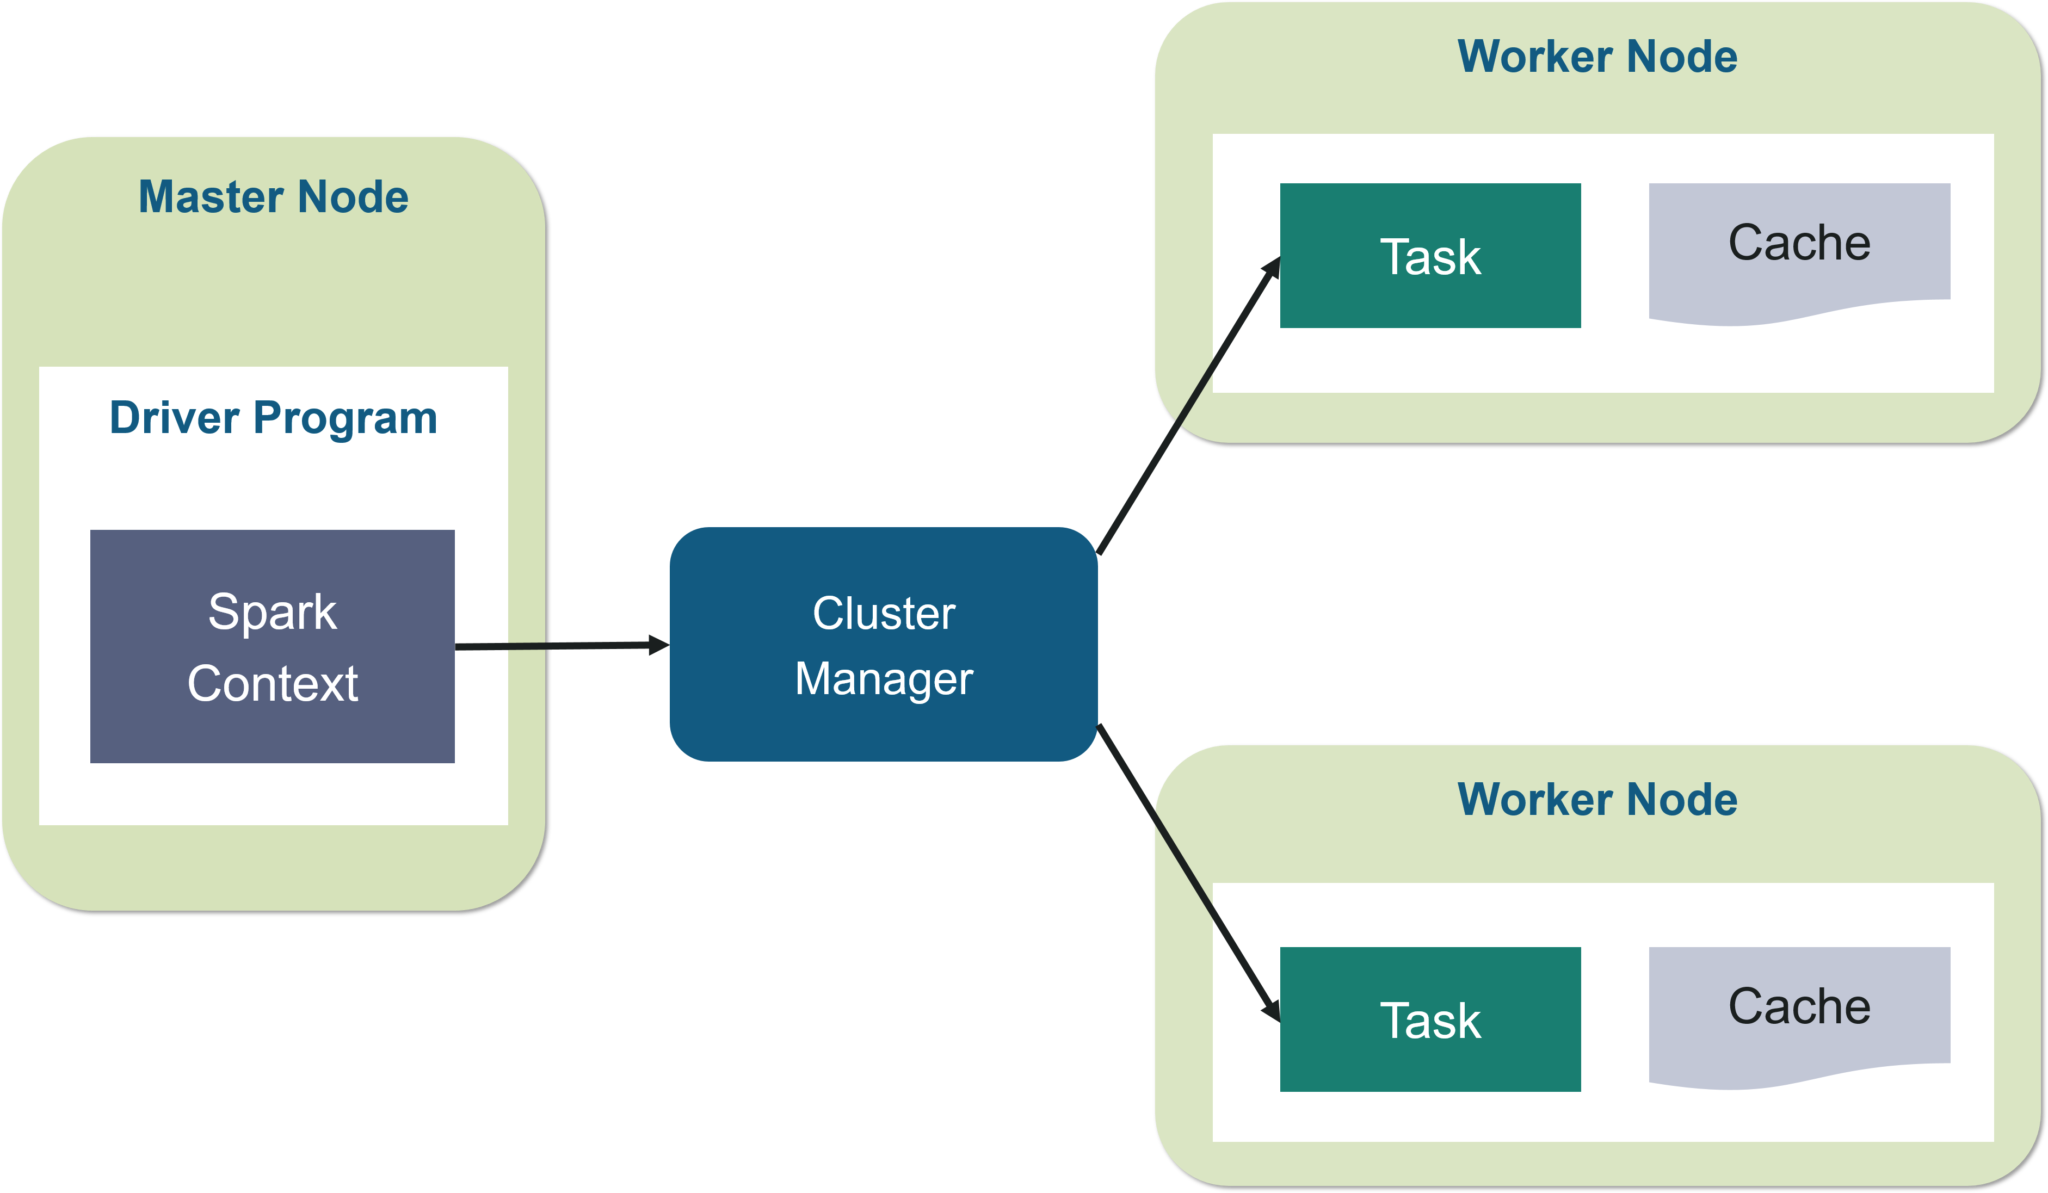 Master Node
Driver Program
Spark
Context
Cluster
Manager
Worker Node
Task
Cache
Worker Node
Task
Cache